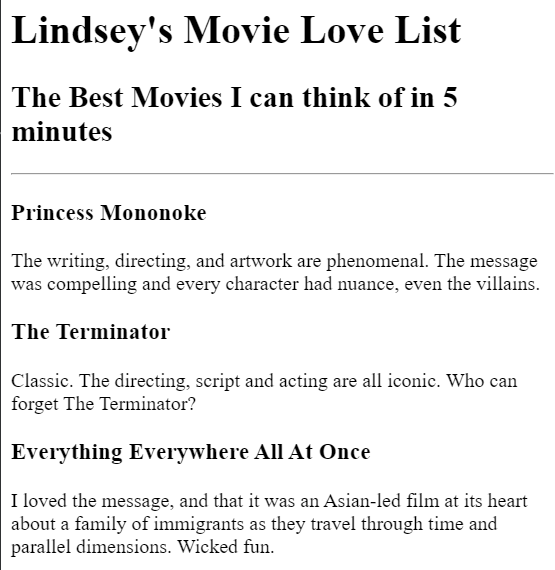 Lindsey's Movie Love List
The Best Movies I can think of in 5
minutes
Princess Mononoke
The writing, directing, and artwork are phenomenal. The message
was compelling and every character had nuance, even the villains.
The Terminator
Classic. The directing, script and acting are all iconic. Who can
forget The Terminator?
Everything Everywhere All At Once
I loved the message, and that it was an Asian-led film at its heart
about a family of immigrants as they travel through time and
parallel dimensions. Wicked fun.